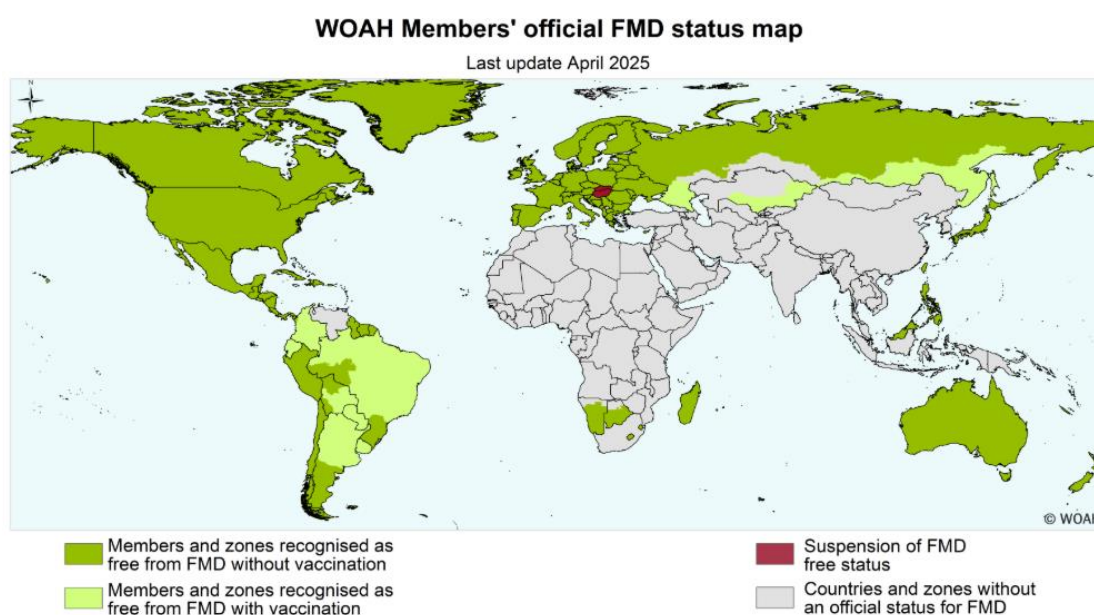 WOAH Members' official FMD status map
Last update April 2025
N
© WOAH
Members and zones recognised as
free from FMD without vaccination
Members and zones recognised as
free from FMD with vaccination
Suspension of FMD
free status
Countries and zones without
an official status for FMD